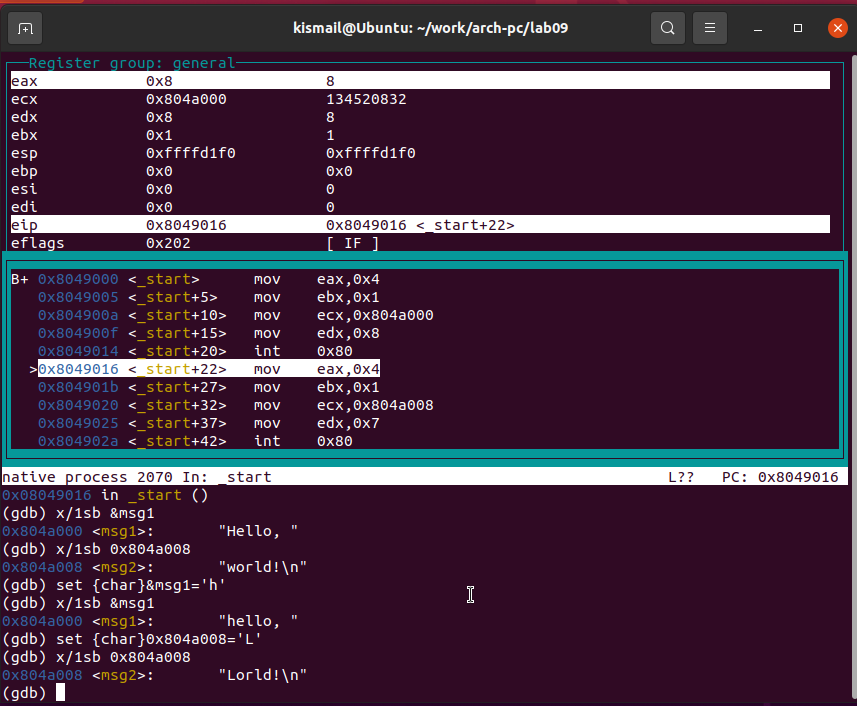 kismail@Ubuntu: ~/work/arch-pc/lab09
Register group: general
eax 0x8 8
ecx 0x804a000 134520832
edx 0x8 8
ebx 0x1 1
esp 0xffffd1f0 0xffffd1f0
ebp 0x0 0x0
esi 0x0 0
edi 0x0 0
eip 0x8049016 0x8049016 <_start+22>
eflags 0x202 [ IF ]
B+ 0x8049000 <_start> mov eax,0x4
0x8049005 <_start+5> mov ebx,0x1
0x804900a <_start+10> mov ecx,0x804a000
0x804900f <_start+15> mov edx,0x8
0x8049014 <_start+20> int 0x80
>0x8049016 <_start+22> mov eax,0x4
0x804901b <_start+27> mov ebx,0x1
0x8049020 <_start+32> mov ecx,0x804a008
0x8049025 <_start+37> mov edx,0x7
0x804902a <_start+42> int 0x80
native process 2070 In: _start L?? PC: 0x8049016
0x08049016 in _start ()
(gdb) x/1sb &msg1
0x804a000 <msg1>: "Hello, "
(gdb) x/1sb 0x804a008
0x804a008 <msg2>: "world!\n"
(gdb) set {char}&msg1='h'
(gdb) x/1sb &msg1
0x804a000 <msg1>: "hello, "
(gdb) set {char}0x804a008='L'
(gdb) x/1sb 0x804a008
0x804a008 <msg2>: "Lorld!\n"
(gdb)